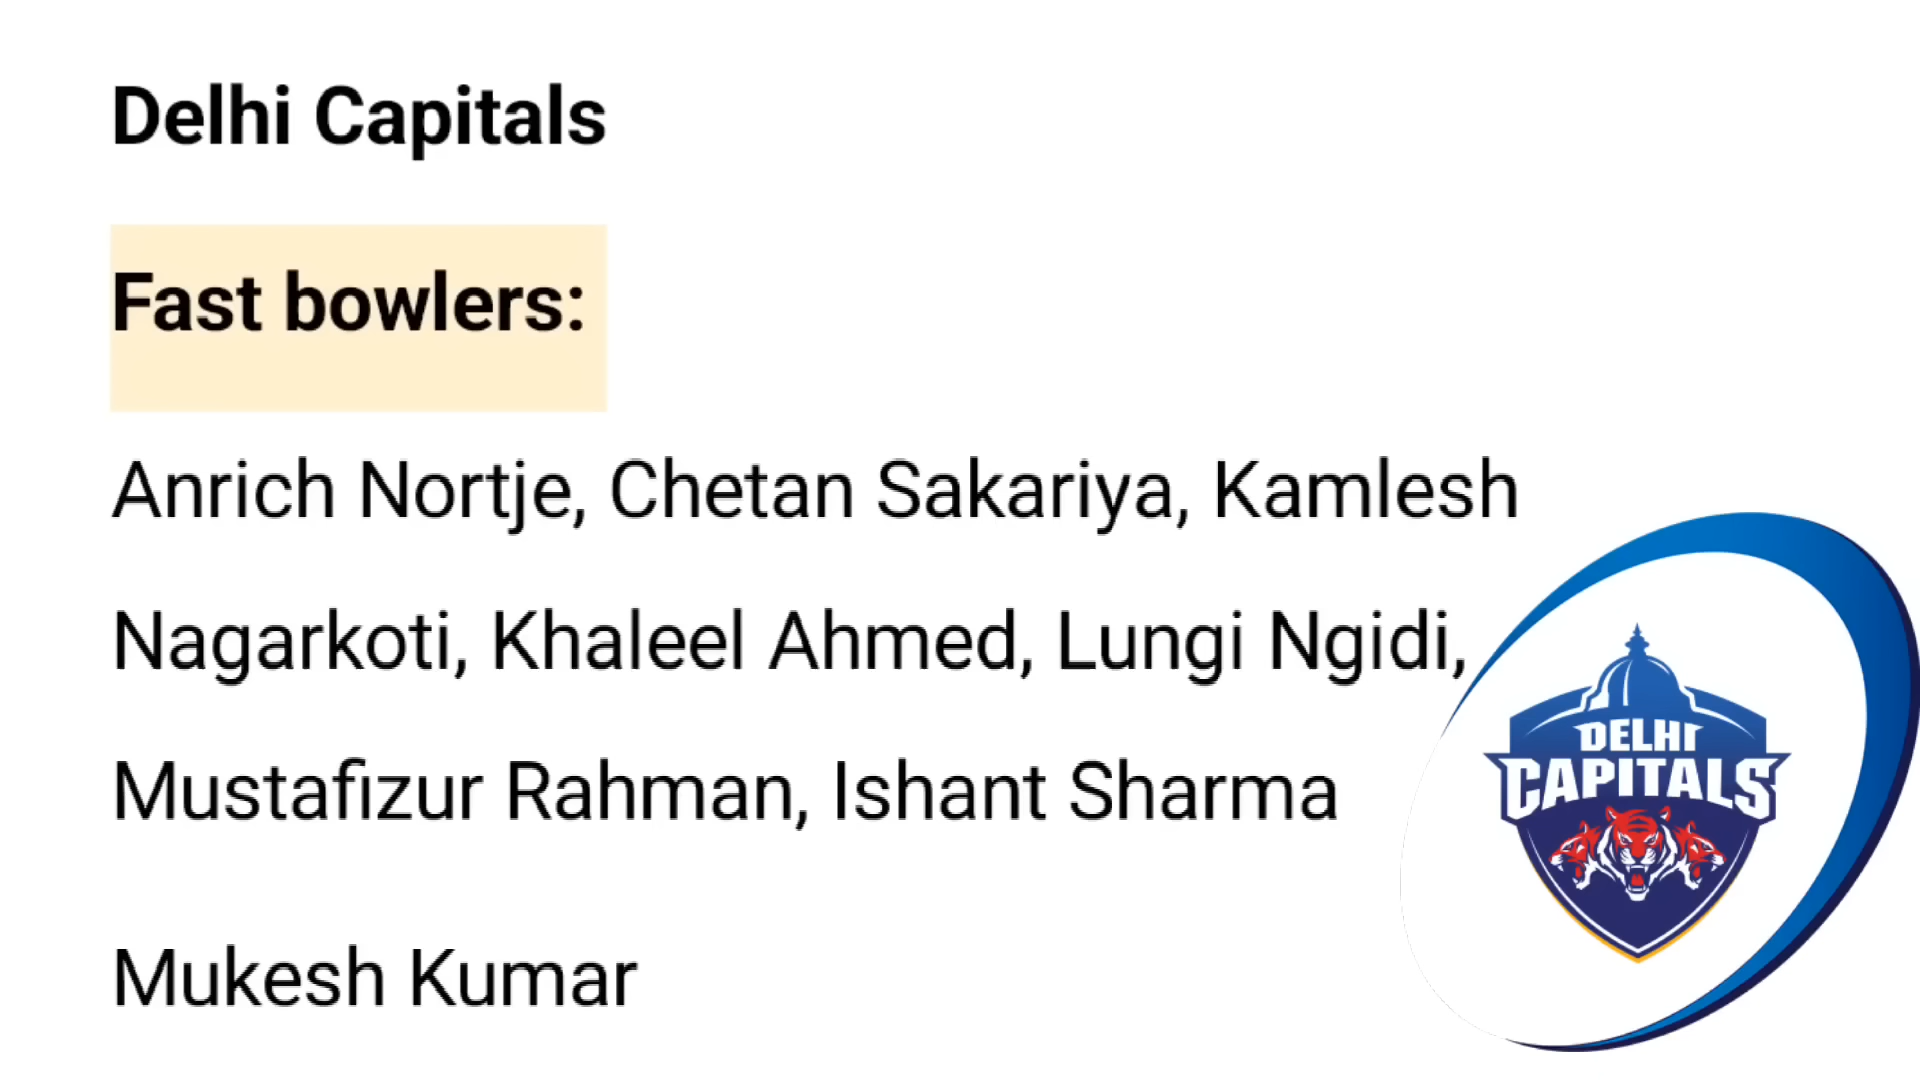 Delhi Capitals
Fast bowlers:
Anrich Nortje, Chetan Sakariya, Kamlesh
Nagarkoti, Khaleel Ahmed, Lungi Ngidi,
Mustafizur Rahman, Ishant Sharma
Mukesh Kumar
DELHI
CAPITALS